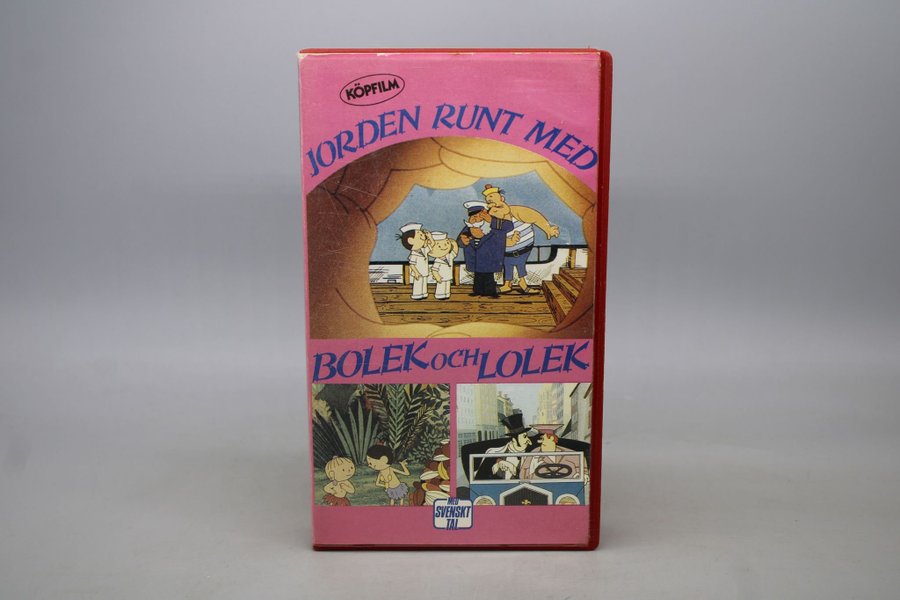 KÖPFILM
JORDEN RUNT MED
BOLEK OCH LOLEK
MED
SVENSKT
TAL